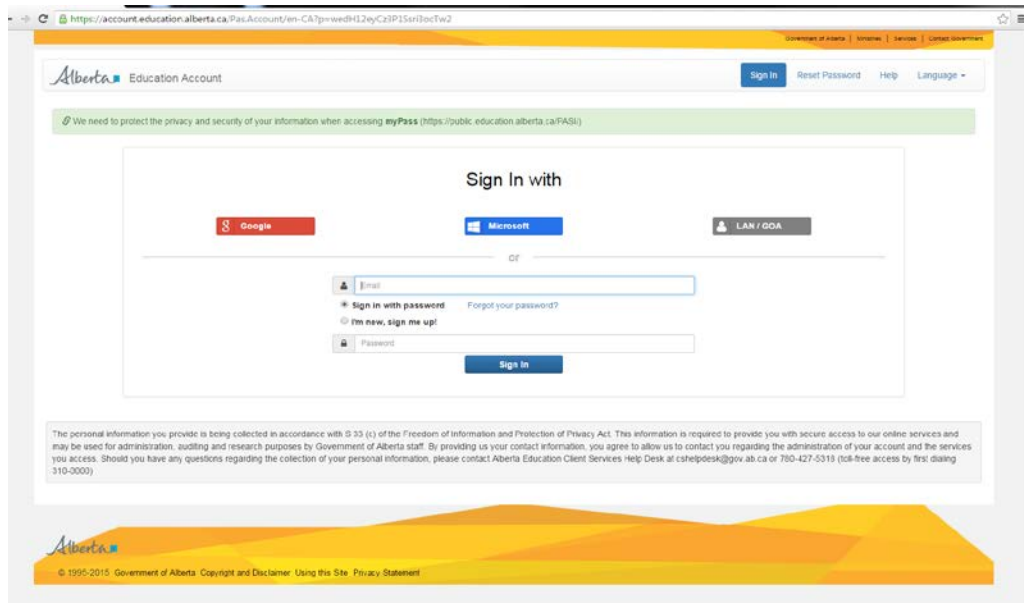 https://account.education.alberta.ca/PasAccount/en-CA?p=wedH12eyCz3P1Ssri3ocTw2
Government of Alberta | Ministries | Services | Contact Government
Alberta Education Account Sign In Reset Password Help Language
We need to protect the privacy and security of your information when accessing myPass (https://public.education.alberta.ca/PASI/)
Sign In with
Google Microsoft LAN / GOA
or
Email
Sign in with password Forgot your password?
I'm new, sign me up!
Password
Sign In
The personal information you provide is being collected in accordance with S 33 (c) of the Freedom of Information and Protection of Privacy Act. This information is required to provide you with secure access to our online services and
may be used for administration, auditing and research purposes by Government of Alberta staff. By providing us your contact information, you agree to allow us to contact you regarding the administration of your account and the services
you access. Should you have any questions regarding the collection of your personal information, please contact Alberta Education Client Services Help Desk at cshelpdesk@gov.ab.ca or 780-427-5318 (toll-free access by first dialing
310-0000)
Alberta
© 1995-2015 Government of Alberta Copyright and Disclaimer Using this Site Privacy Statement